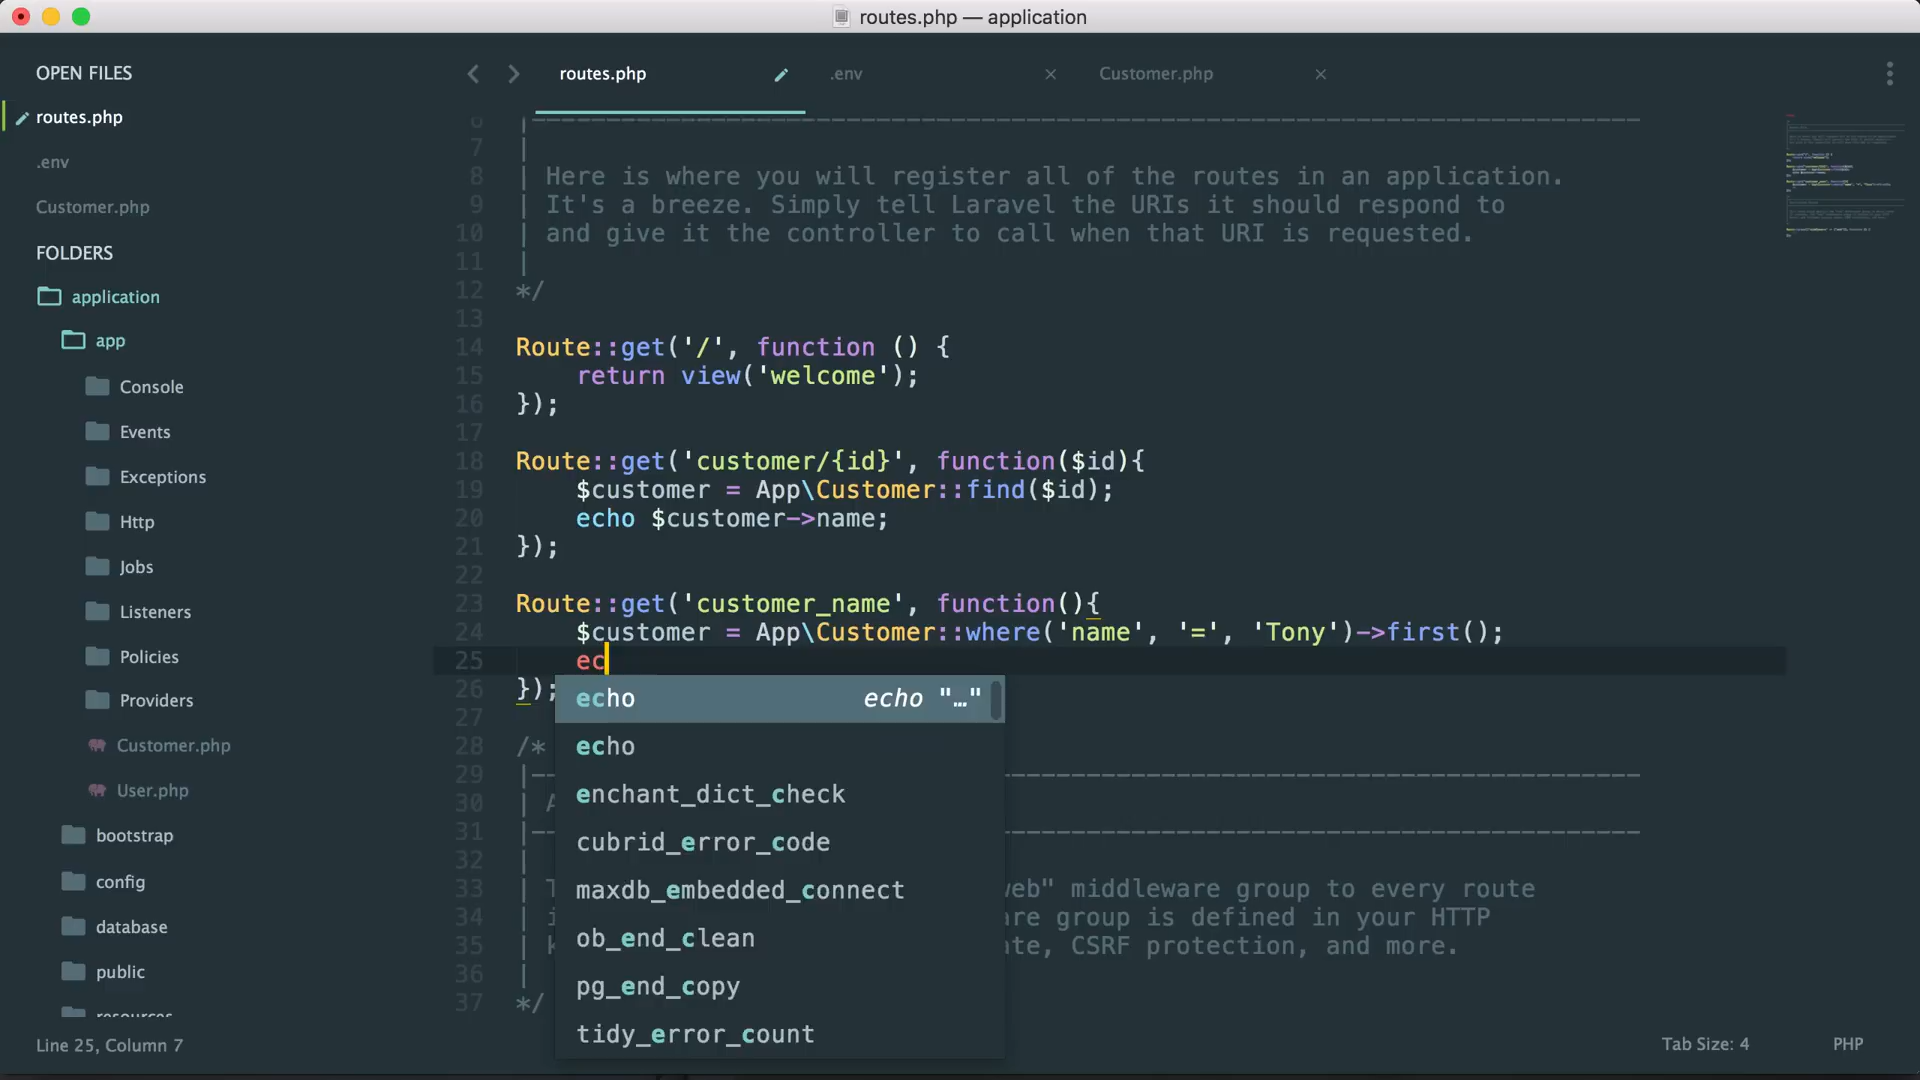 routes.php — application
OPEN FILES
routes.php
.env
Customer.php
FOLDERS
application
app
Console
Events
Exceptions
Http
Jobs
Listeners
Policies
Providers
Customer.php
User.php
bootstrap
config
database
public
resources
Line 25, Column 7
routes.php .env × Customer.php ×
6 |--------------------------------------------------------------------------
7 |
8 | Here is where you will register all of the routes in an application.
9 | It's a breeze. Simply tell Laravel the URIs it should respond to
10 | and give it the controller to call when that URI is requested.
11 |
12 */
13
14 Route::get('/', function () {
15 return view('welcome');
16 });
17
18 Route::get('customer/{id}', function($id){
19 $customer = App\Customer::find($id);
20 echo $customer->name;
21 });
22
23 Route::get('customer_name', function(){
24 $customer = App\Customer::where('name', '=', 'Tony')->first();
25 ec
26 });
27
28 /*
29 |--------------------------------------------------------------------------
30 | A
31 |--------------------------------------------------------------------------
32 |
33 | T web" middleware group to every route
34 | i are group is defined in your HTTP
35 | k ate, CSRF protection, and more.
36 |
37 */
echo echo "…"
echo
enchant_dict_check
cubrid_error_code
maxdb_embedded_connect
ob_end_clean
pg_end_copy
tidy_error_count
Tab Size: 4 PHP